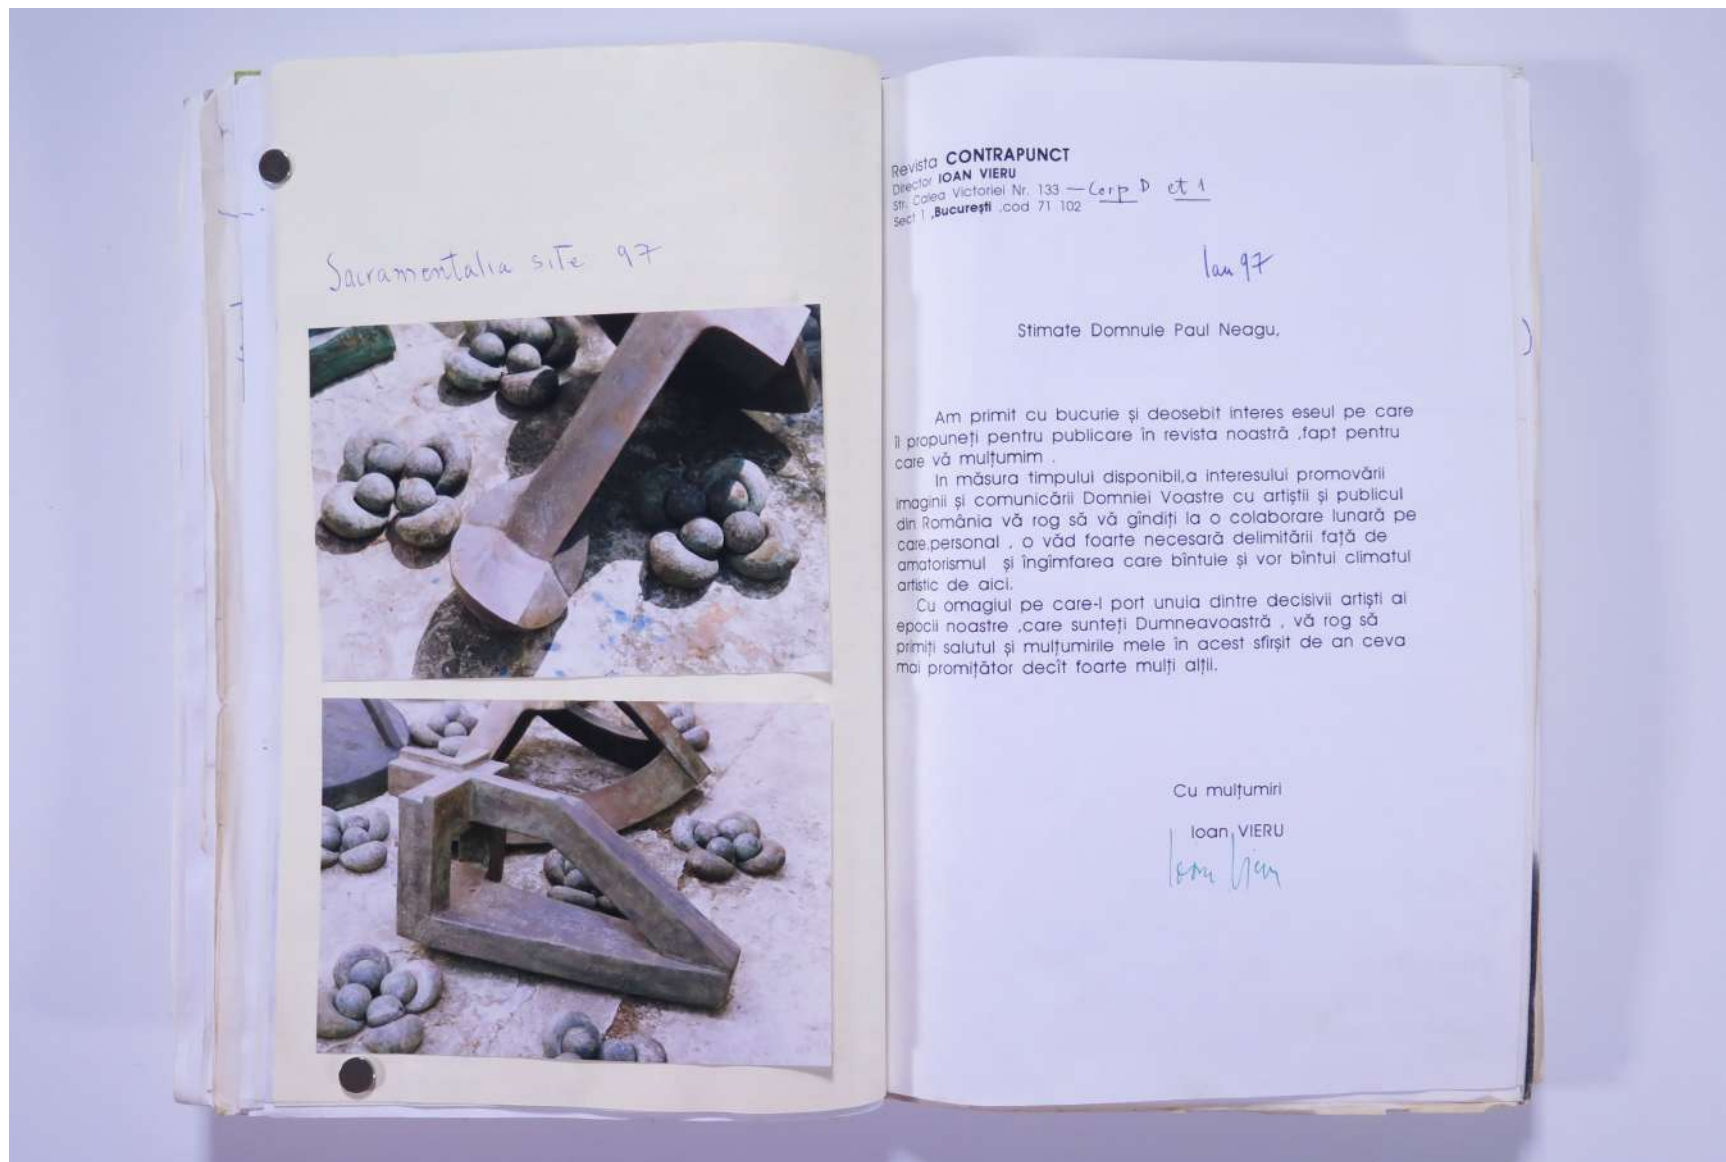 Sacramentalia site 97
Revista CONTRAPUNCT
Director IOAN VIERU
Str. Calea Victoriei Nr. 133 — Corp D et 1
Sect 1 ,București ,cod 71 102
Ian 97
Stimate Domnule Paul Neagu,
Am primit cu bucurie și deosebit interes eseul pe care
îl propuneți pentru publicare în revista noastră ,fapt pentru
care vă mulțumim .
In măsura timpului disponibil,a interesului promovării
imaginii și comunicării Domniei Voastre cu artiștii și publicul
din România vă rog să vă gîndiți la o colaborare lunară pe
care,personal , o văd foarte necesară delimitării față de
amatorismul și îngîmfarea care bîntuie și vor bîntui climatul
artistic de aici.
Cu omagiul pe care-l port unuia dintre decisivii artiști ai
epocii noastre ,care sunteți Dumneavoastră , vă rog să
primiți salutul și mulțumirile mele în acest sfîrșit de an ceva
mai promițător decît foarte mulți alții.
Cu mulțumiri
Ioan VIERU
Ioan Vieru